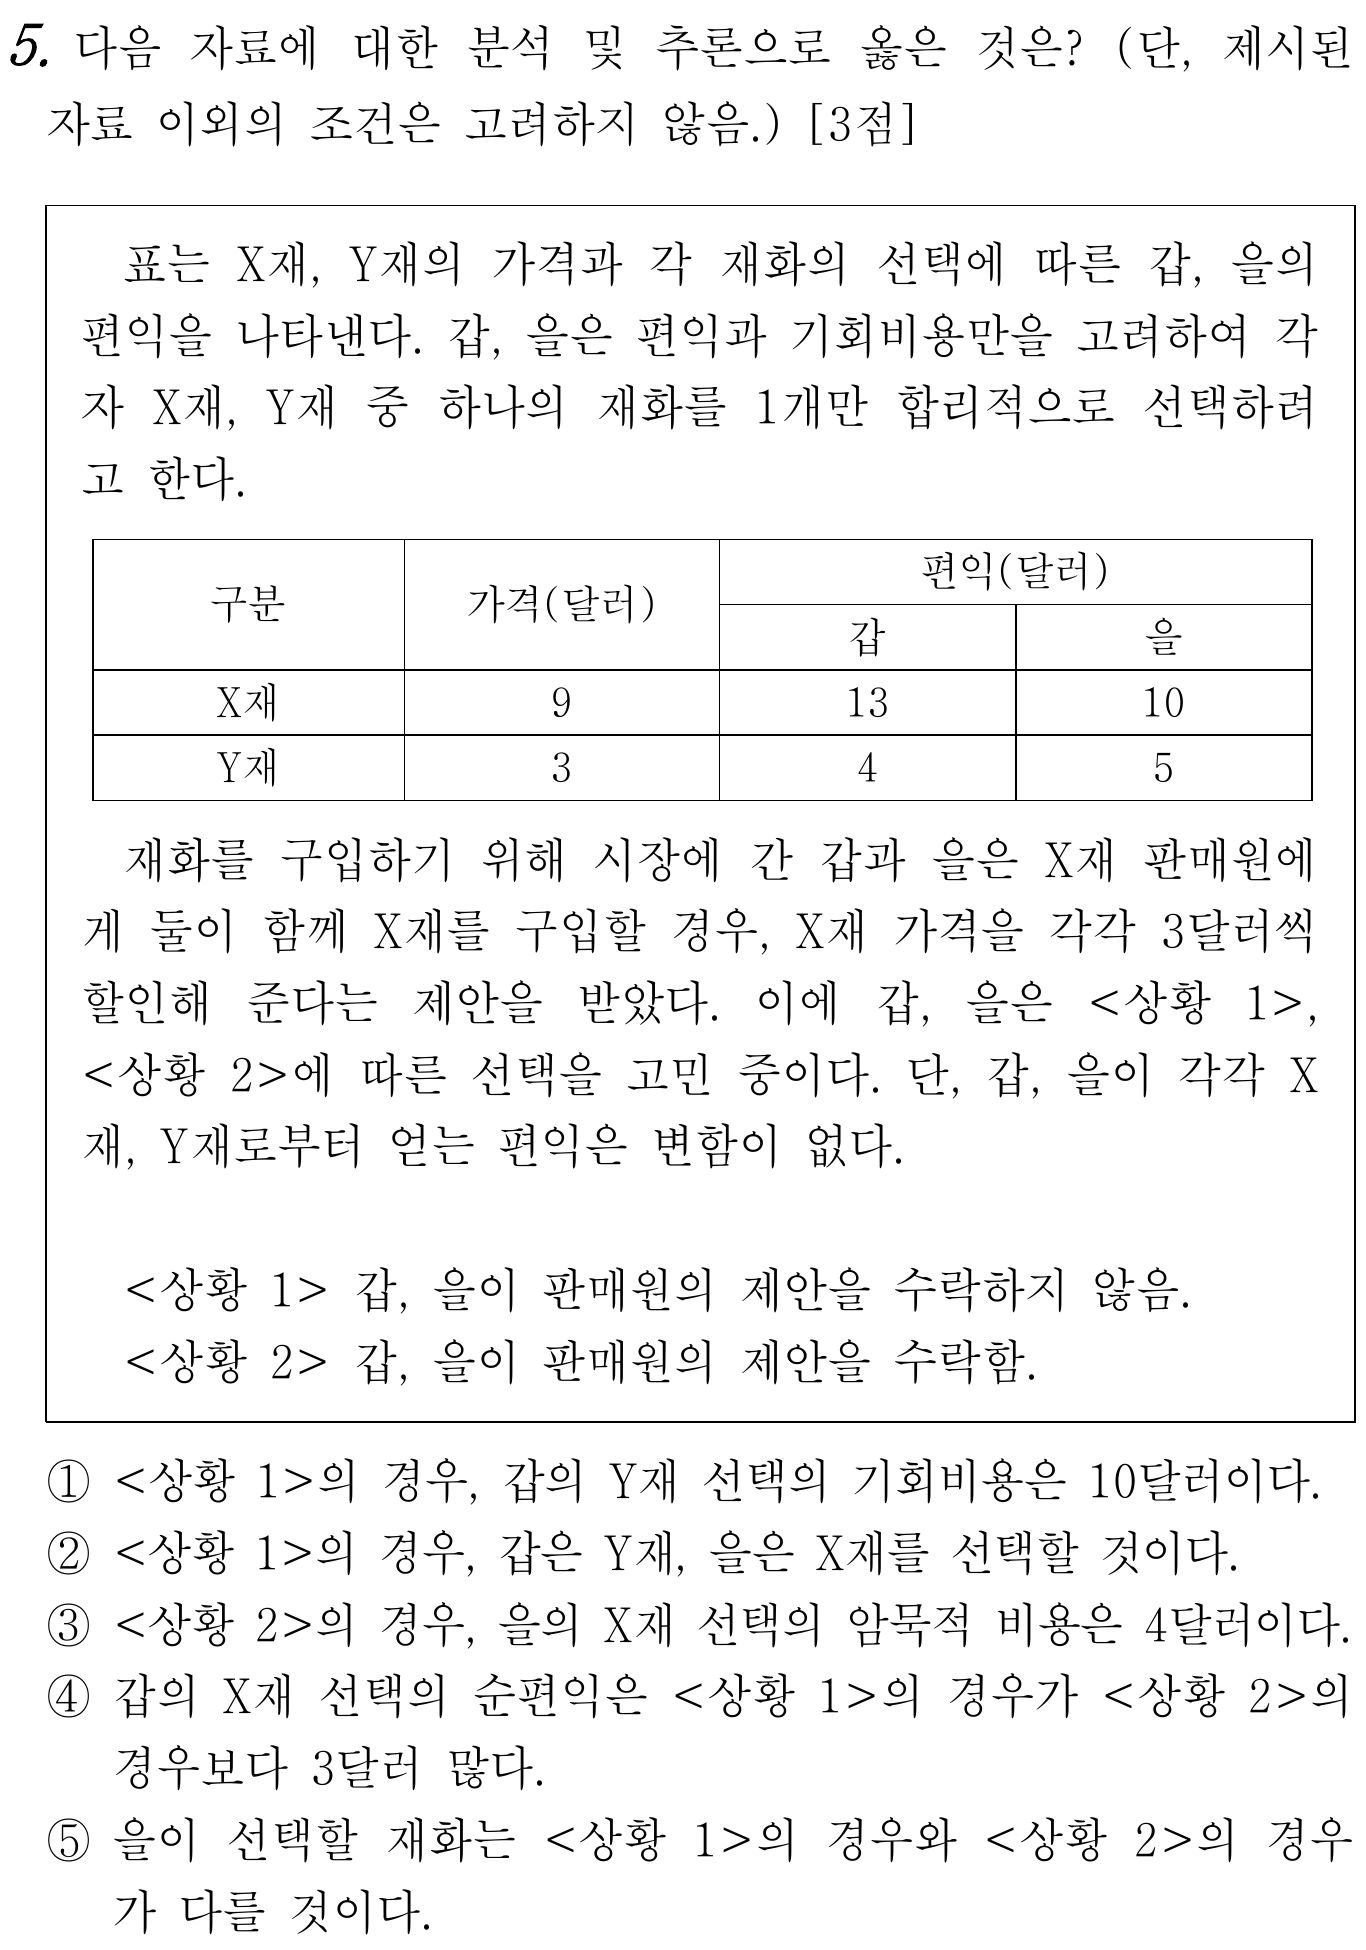 5. 다음 자료에 대한 분석 및 추론으로 옳은 것은? (단, 제시된
자료 이외의 조건은 고려하지 않음.) [3점]
표는 X재, Y재의 가격과 각 재화의 선택에 따른 갑, 을의
편익을 나타낸다. 갑, 을은 편익과 기회비용만을 고려하여 각
자 X재, Y재 중 하나의 재화를 1개만 합리적으로 선택하려
고 한다.
구분 가격(달러) 편익(달러)
갑 을
X재 9 13 10
Y재 3 4 5
재화를 구입하기 위해 시장에 간 갑과 을은 X재 판매원에
게 둘이 함께 X재를 구입할 경우, X재 가격을 각각 3달러씩
할인해 준다는 제안을 받았다. 이에 갑, 을은 <상황 1>,
<상황 2>에 따른 선택을 고민 중이다. 단, 갑, 을이 각각 X
재, Y재로부터 얻는 편익은 변함이 없다.
<상황 1> 갑, 을이 판매원의 제안을 수락하지 않음.
<상황 2> 갑, 을이 판매원의 제안을 수락함.
① <상황 1>의 경우, 갑의 Y재 선택의 기회비용은 10달러이다.
② <상황 1>의 경우, 갑은 Y재, 을은 X재를 선택할 것이다.
③ <상황 2>의 경우, 을의 X재 선택의 암묵적 비용은 4달러이다.
④ 갑의 X재 선택의 순편익은 <상황 1>의 경우가 <상황 2>의
경우보다 3달러 많다.
⑤ 을이 선택할 재화는 <상황 1>의 경우와 <상황 2>의 경우
가 다를 것이다.